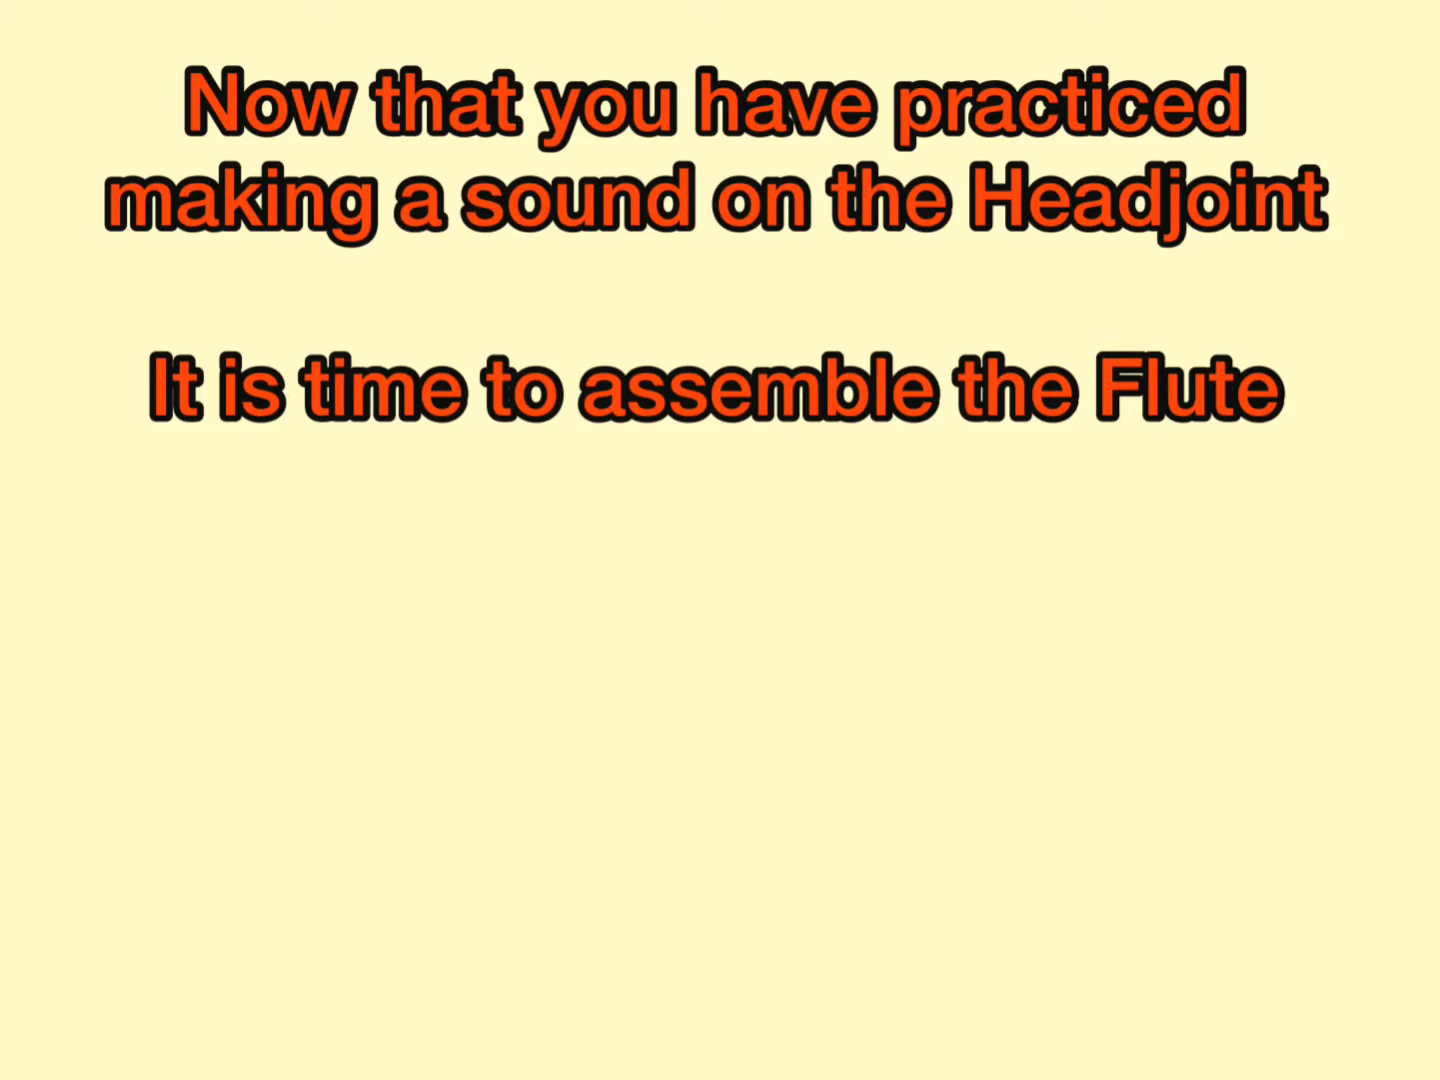 Now that you have practiced
making a sound on the Headjoint
It is time to assemble the Flute